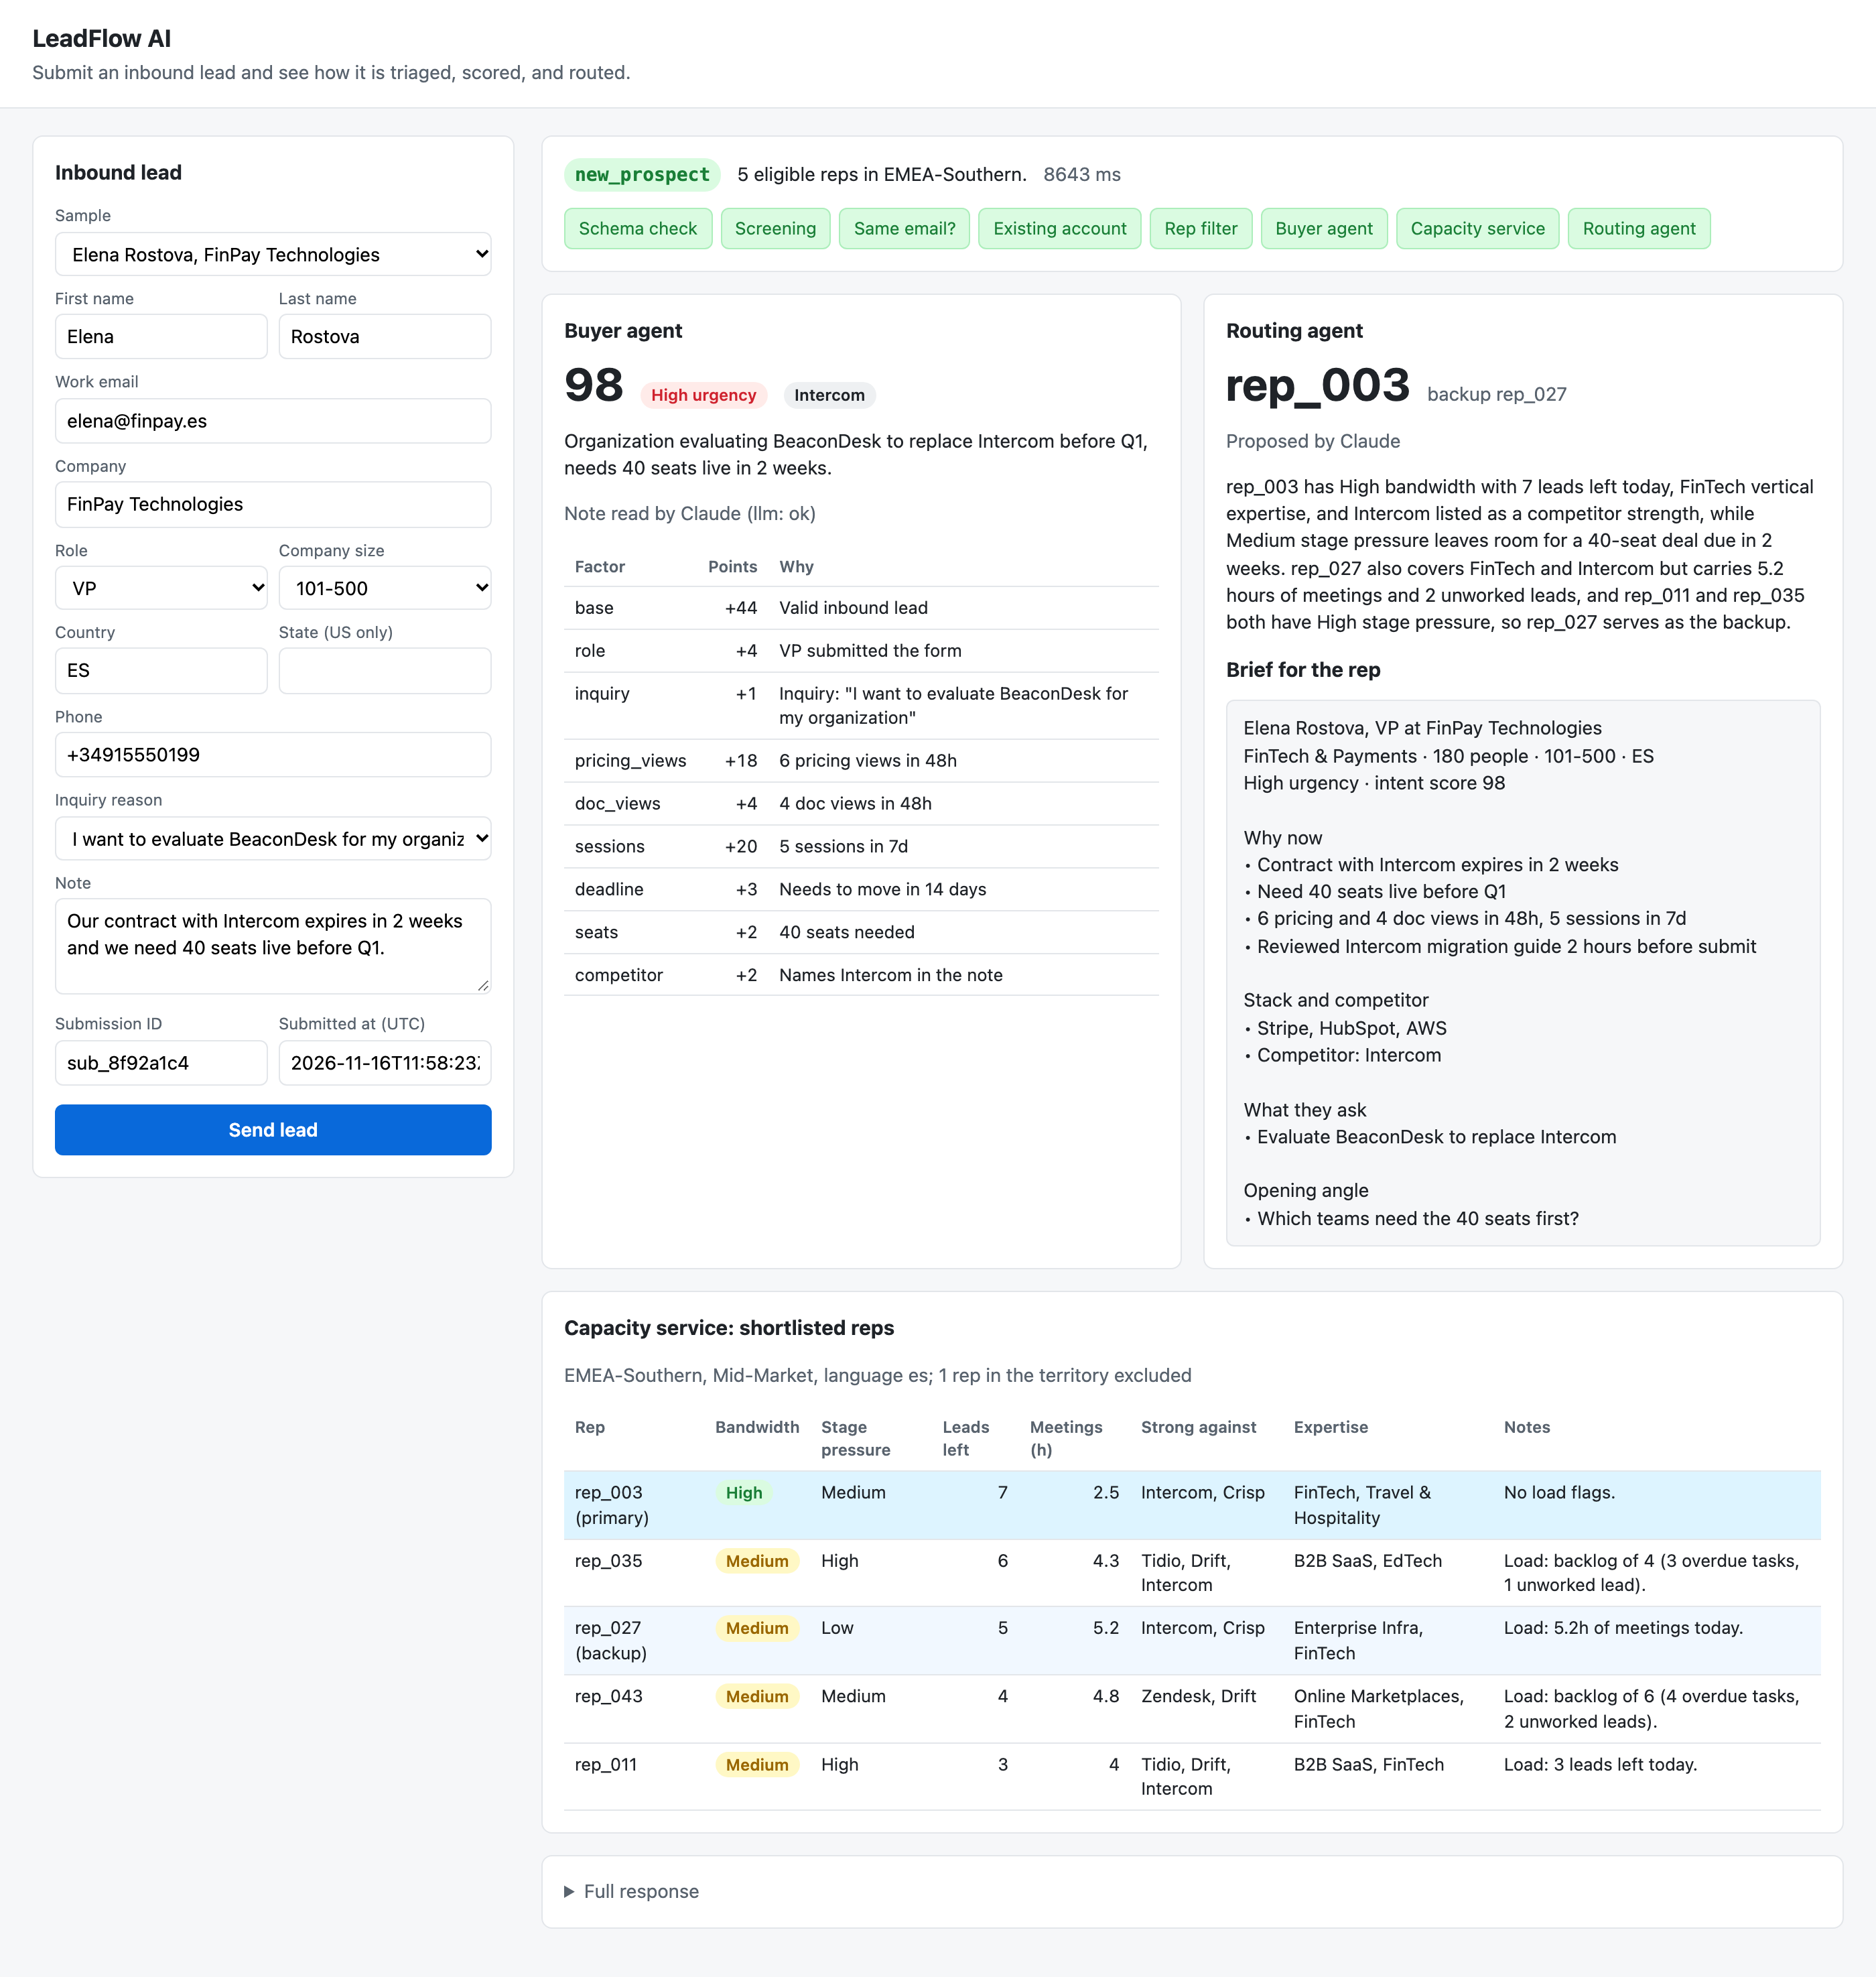 LeadFlow AI
Submit an inbound lead and see how it is triaged, scored, and routed.
Inbound lead
Sample
Elena Rostova, FinPay Technologies
First name
Last name
Elena
Rostova
Work email
elena@finpay.es
Company
FinPay Technologies
Role
Company size
VP
101-500
Country
State (US only)
ES
Phone
+34915550199
Inquiry reason
I want to evaluate BeaconDesk for my organiz
Note
Our contract with Intercom expires in 2 weeks
and we need 40 seats live before Q1.
Submission ID
Submitted at (UTC)
sub_8f92a1c4
2026-11-16T11:58:23
Send lead
new_prospect 5 eligible reps in EMEA-Southern. 8643 ms
Schema check Screening Same email? Existing account Rep filter Buyer agent Capacity service Routing agent
Buyer agent
98 High urgency Intercom
Organization evaluating BeaconDesk to replace Intercom before Q1,
needs 40 seats live in 2 weeks.
Note read by Claude (llm: ok)
Factor Points Why
base +44 Valid inbound lead
role +4 VP submitted the form
inquiry +1 Inquiry: "I want to evaluate BeaconDesk for
my organization"
pricing_views +18 6 pricing views in 48h
doc_views +4 4 doc views in 48h
sessions +20 5 sessions in 7d
deadline +3 Needs to move in 14 days
seats +2 40 seats needed
competitor +2 Names Intercom in the note
Routing agent
rep_003 backup rep_027
Proposed by Claude
rep_003 has High bandwidth with 7 leads left today, FinTech vertical
expertise, and Intercom listed as a competitor strength, while
Medium stage pressure leaves room for a 40-seat deal due in 2
weeks. rep_027 also covers FinTech and Intercom but carries 5.2
hours of meetings and 2 unworked leads, and rep_011 and rep_035
both have High stage pressure, so rep_027 serves as the backup.
Brief for the rep
Elena Rostova, VP at FinPay Technologies
FinTech & Payments · 180 people · 101-500 · ES
High urgency · intent score 98
Why now
• Contract with Intercom expires in 2 weeks
• Need 40 seats live before Q1
• 6 pricing and 4 doc views in 48h, 5 sessions in 7d
• Reviewed Intercom migration guide 2 hours before submit
Stack and competitor
• Stripe, HubSpot, AWS
• Competitor: Intercom
What they ask
• Evaluate BeaconDesk to replace Intercom
Opening angle
• Which teams need the 40 seats first?
Capacity service: shortlisted reps
EMEA-Southern, Mid-Market, language es; 1 rep in the territory excluded
Rep Bandwidth Stage Leads Meetings Strong against Expertise Notes
pressure left (h)
rep_003 High Medium 7 2.5 Intercom, Crisp FinTech, Travel & No load flags.
(primary) Hospitality
rep_035 Medium High 6 4.3 Tidio, Drift, B2B SaaS, EdTech Load: backlog of 4 (3 overdue tasks,
Intercom 1 unworked lead).
rep_027 Medium Low 5 5.2 Intercom, Crisp Enterprise Infra, Load: 5.2h of meetings today.
(backup) FinTech
rep_043 Medium Medium 4 4.8 Zendesk, Drift Online Marketplaces, Load: backlog of 6 (4 overdue tasks,
FinTech 2 unworked leads).
rep_011 Medium High 3 4 Tidio, Drift, B2B SaaS, FinTech Load: 3 leads left today.
Intercom
Full response